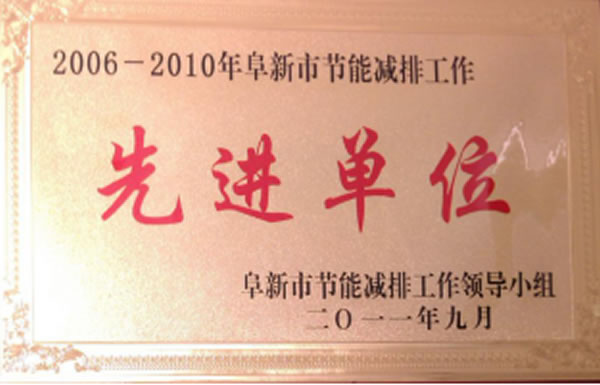 2006－2010年阜新市节能减排工作
先进单位
阜新市节能减排工作领导小组
二〇一一年九月